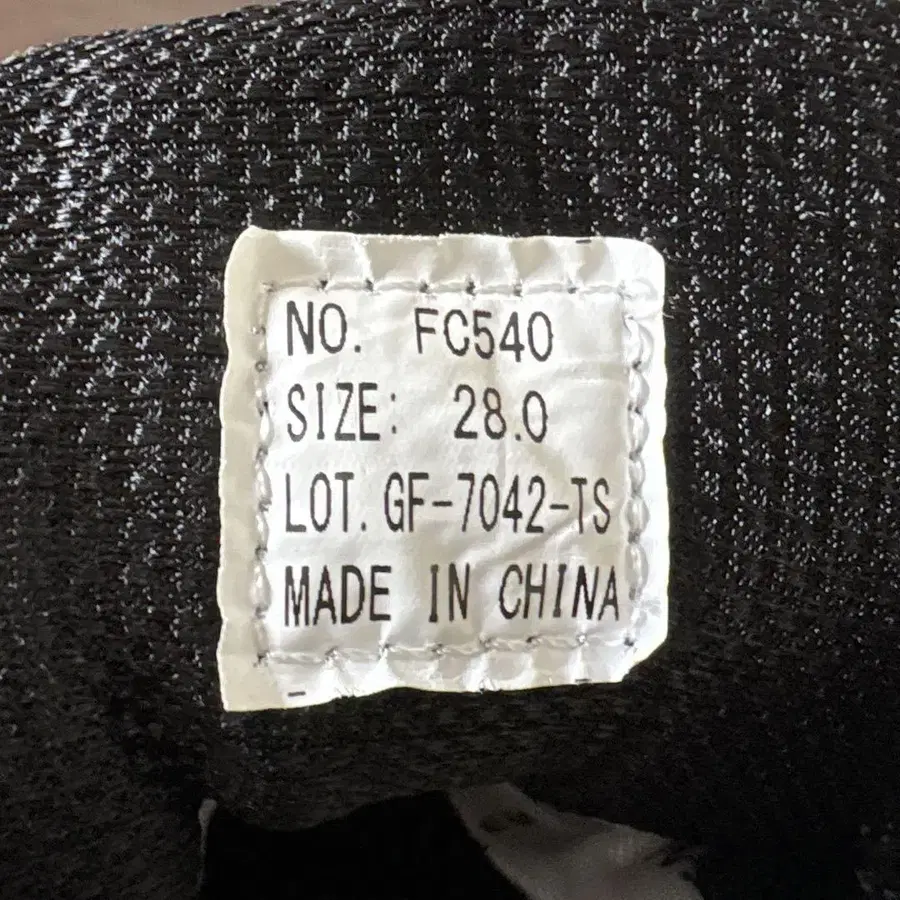 NO. FC540
SIZE: 28.0
LOT. GF-7042-TS
MADE IN CHINA